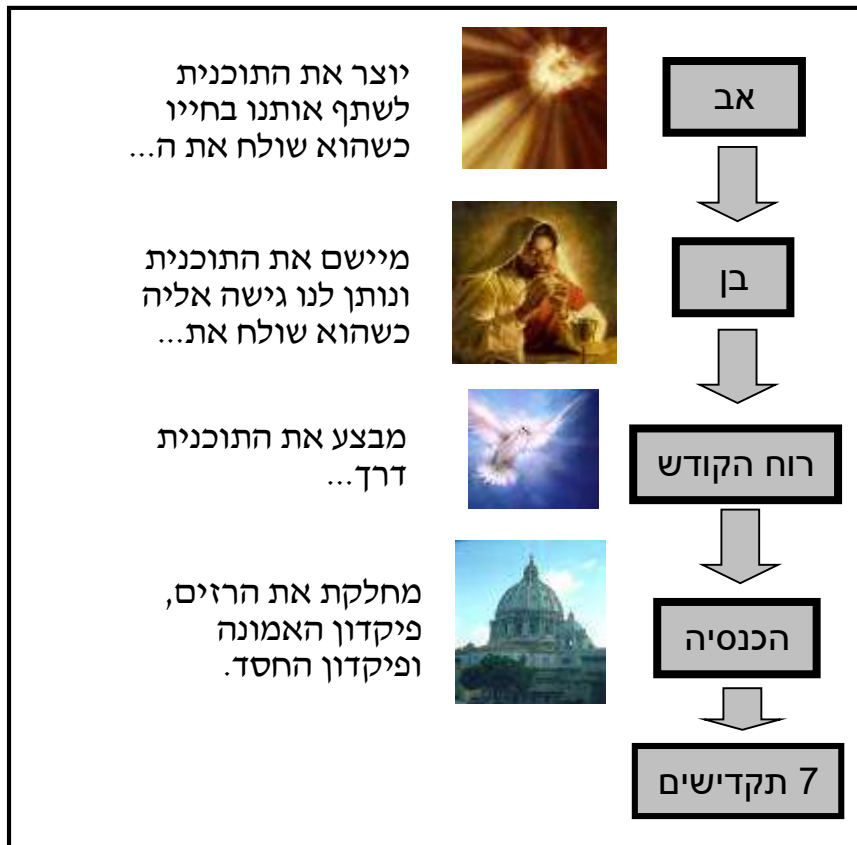 אב
יוצר את התוכנית
לשתף אותנו בחייו
כשהוא שולח את ה...
בן
מיישם את התוכנית
ונותן לנו גישה אליה
כשהוא שולח את...
רוח הקודש
מבצע את התוכנית
דרך...
הכנסיה
מחלקת את הרזים,
פיקדון האמונה
ופיקדון החסד.
7 תקדישים